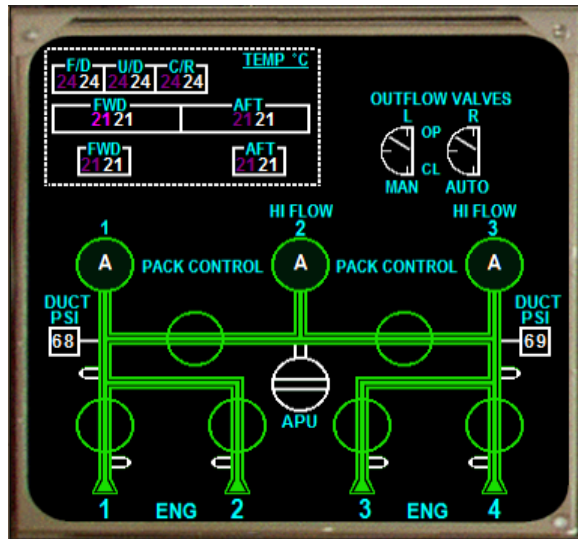 TEMP °C
F/D U/D C/R
24 24 24 24 24 24
FWD AFT
21 21 21 21
FWD AFT
21 21 21 21
OUTFLOW VALVES
L R
OP
CL
MAN AUTO
HI FLOW HI FLOW
1 2 3
A PACK CONTROL A PACK CONTROL A
DUCT PSI DUCT PSI
68 69
APU
1 ENG 2 3 ENG 4